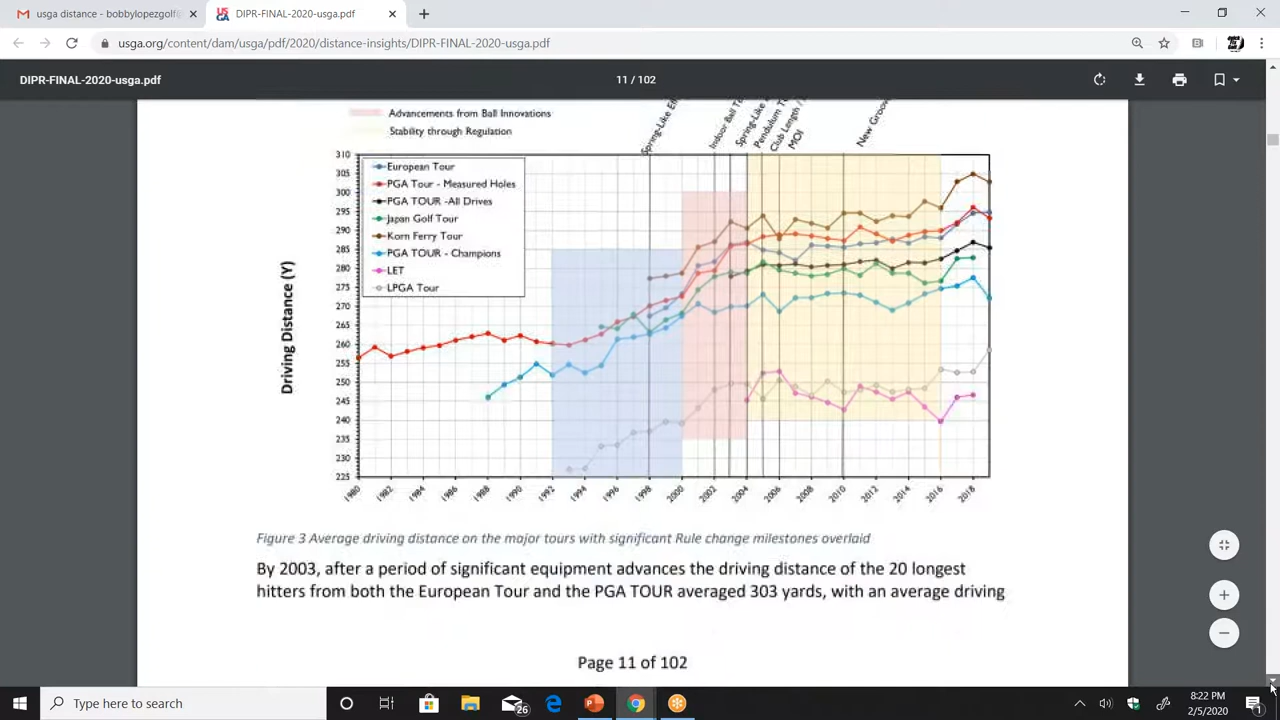 usga distance - bobbylopezgolf@
DIPR-FINAL-2020-usga.pdf
usga.org/content/dam/usga/pdf/2020/distance-insights/DIPR-FINAL-2020-usga.pdf
DIPR-FINAL-2020-usga.pdf
11 / 102
Advancements from Ball Innovations
Stability through Regulation
Spring-Like
Indoor Ball
Spring-Like
Pendulum
Club Length /
MOI
New
310
305
300
295
290
285
280
275
270
265
260
255
250
245
240
235
230
225
Driving Distance (Y)
European Tour
PGA Tour - Measured Holes
PGA TOUR -All Drives
Japan Golf Tour
Korn Ferry Tour
PGA TOUR - Champions
LET
LPGA Tour
1980
1982
1984
1986
1988
1990
1992
1994
1996
1998
2000
2002
2004
2006
2008
2010
2012
2014
2016
2018
Figure 3 Average driving distance on the major tours with significant Rule change milestones overlaid
By 2003, after a period of significant equipment advances the driving distance of the 20 longest
hitters from both the European Tour and the PGA TOUR averaged 303 yards, with an average driving
Page 11 of 102
Type here to search
26
8:22 PM
2/5/2020
1